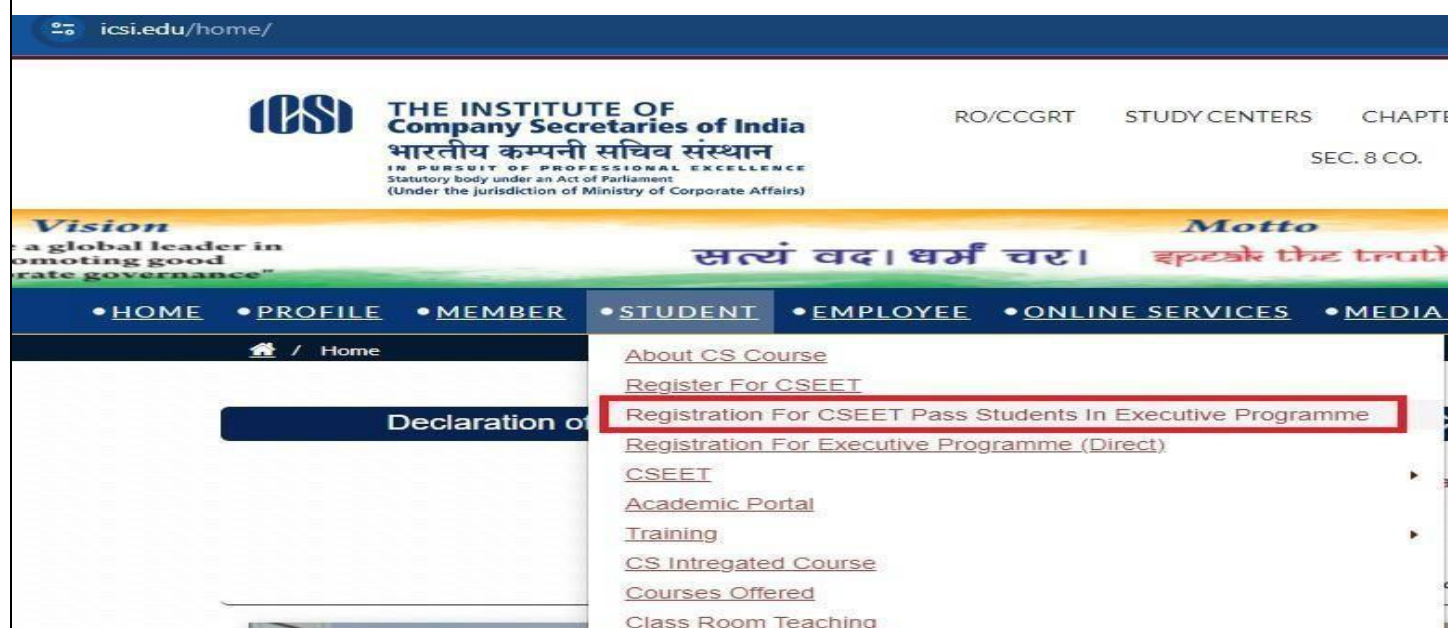 icsi.edu/home/
ICSI
THE INSTITUTE OF
Company Secretaries of India
भारतीय कम्पनी सचिव संस्थान
IN PURSUIT OF PROFESSIONAL EXCELLENCE
Statutory body under an Act of Parliament
(Under the jurisdiction of Ministry of Corporate Affairs)
RO/CCGRT STUDY CENTERS CHAPTE
SEC. 8 CO.
Vision
a global leader in
omoting good
rate governance"
सत्यं वद। धर्मं चर।
Motto
speak the truth
•HOME •PROFILE •MEMBER •STUDENT •EMPLOYEE •ONLINE SERVICES •MEDIA
/ Home
Declaration of
About CS Course
Register For CSEET
Registration For CSEET Pass Students In Executive Programme
Registration For Executive Programme (Direct)
CSEET
Academic Portal
Training
CS Intregated Course
Courses Offered
Class Room Teaching